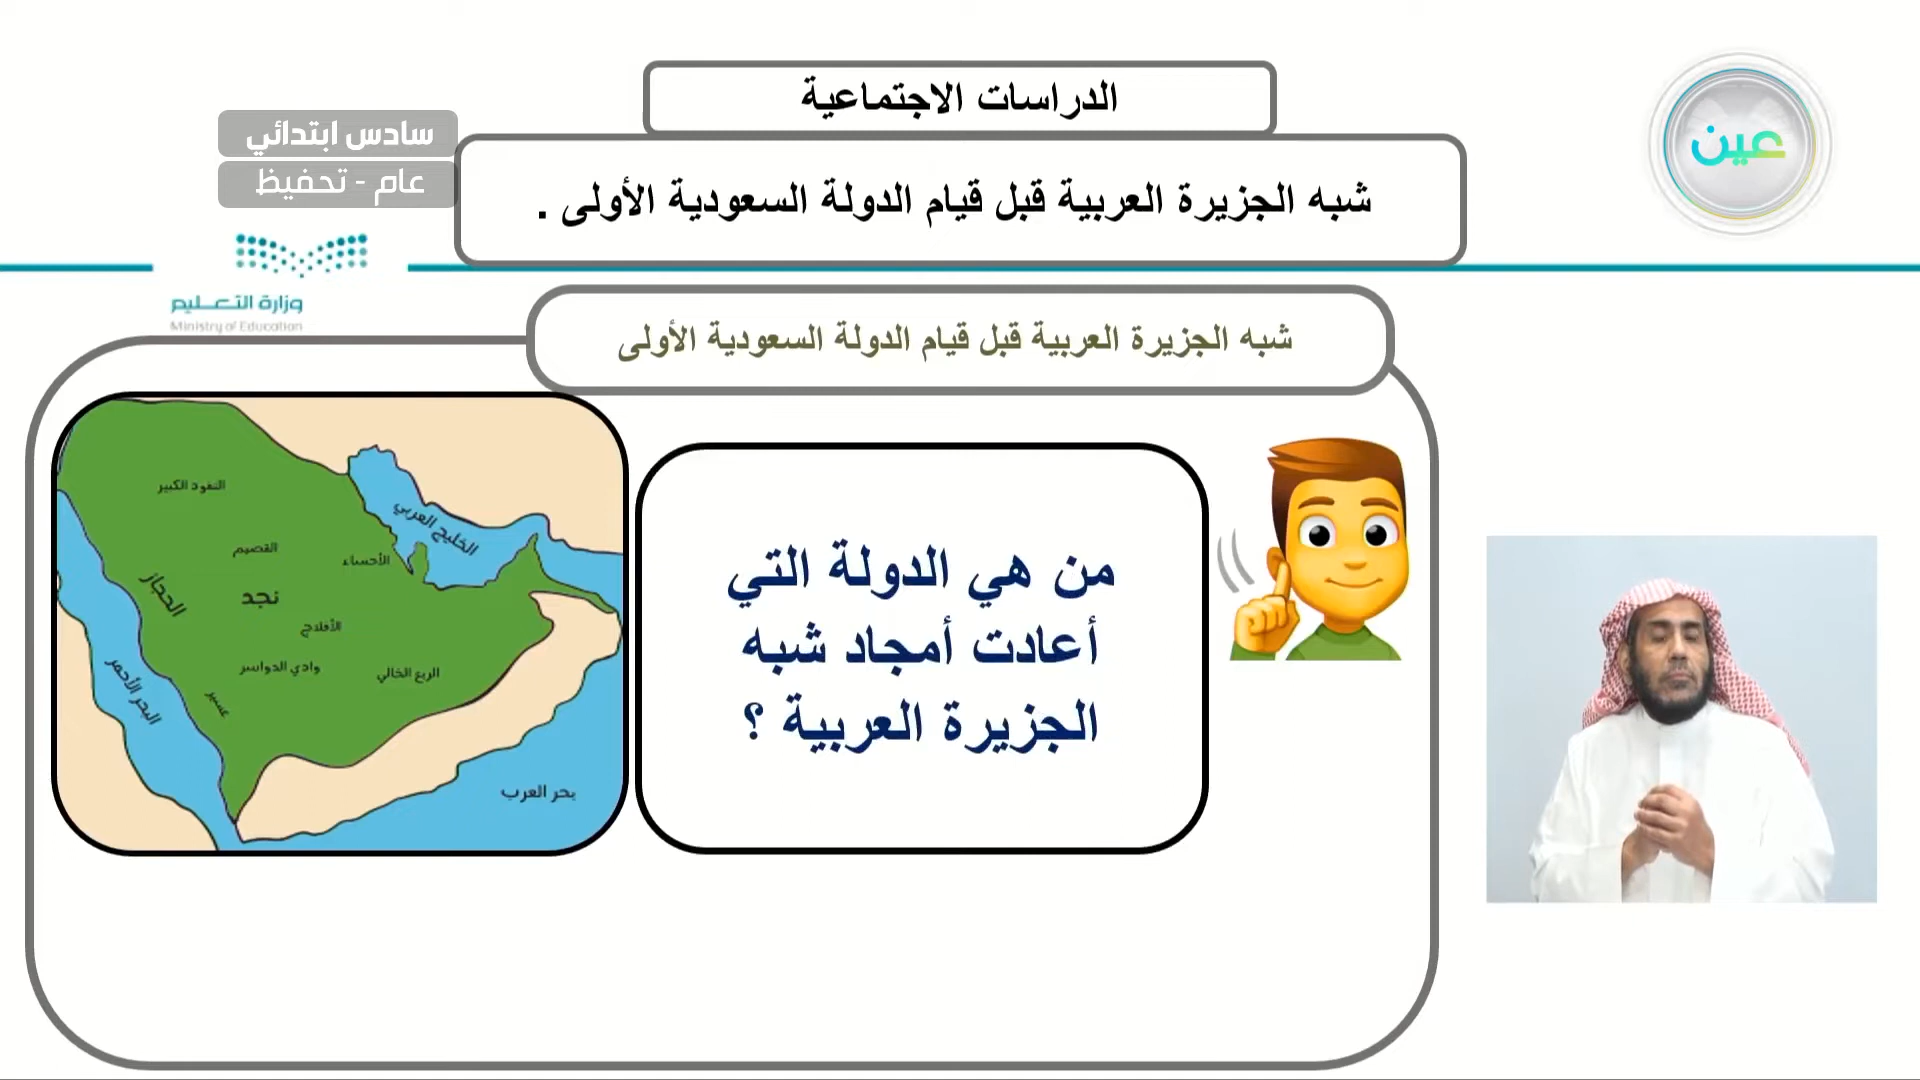 الدراسات الاجتماعية
شبه الجزيرة العربية قبل قيام الدولة السعودية الأولى .
عين
سادس ابتدائي
عام - تحفيظ
وزارة التعـــليم
Ministry of Education
شبه الجزيرة العربية قبل قيام الدولة السعودية الأولى
من هي الدولة التي
أعادت أمجاد شبه
الجزيرة العربية ؟
النفود الكبير
الخليج العربي
القصيم
الأحساء
الحجاز
نجد
الأفلاج
وادي الدواسر
الربع الخالي
البحر الأحمر
عسير
بحر العرب